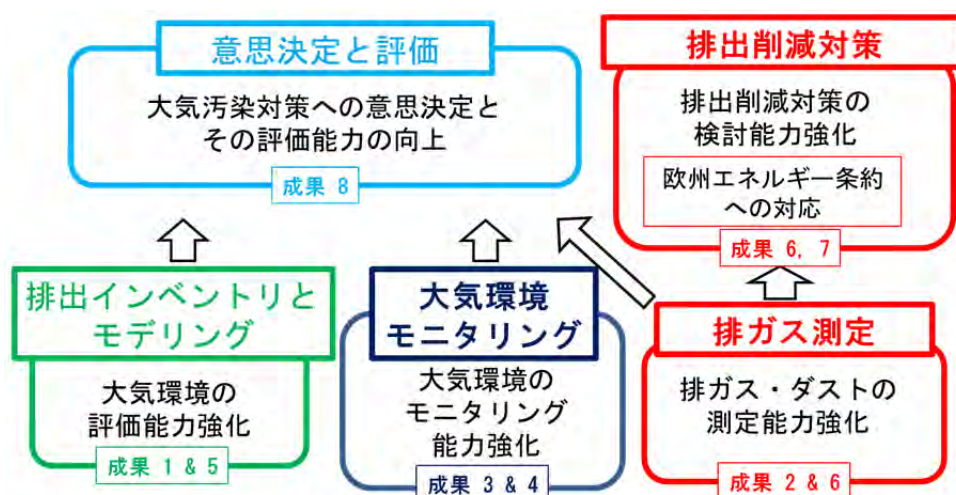 意思決定と評価
大気汚染対策への意思決定と
その評価能力の向上
成果 8
排出削減対策
排出削減対策の
検討能力強化
欧州エネルギー条約
への対応
成果 6, 7
排出インベントリと
モデリング
大気環境の
評価能力強化
成果 1 & 5
大気環境
モニタリング
大気環境の
モニタリング
能力強化
成果 3 & 4
排ガス測定
排ガス・ダストの
測定能力強化
成果 2 & 6